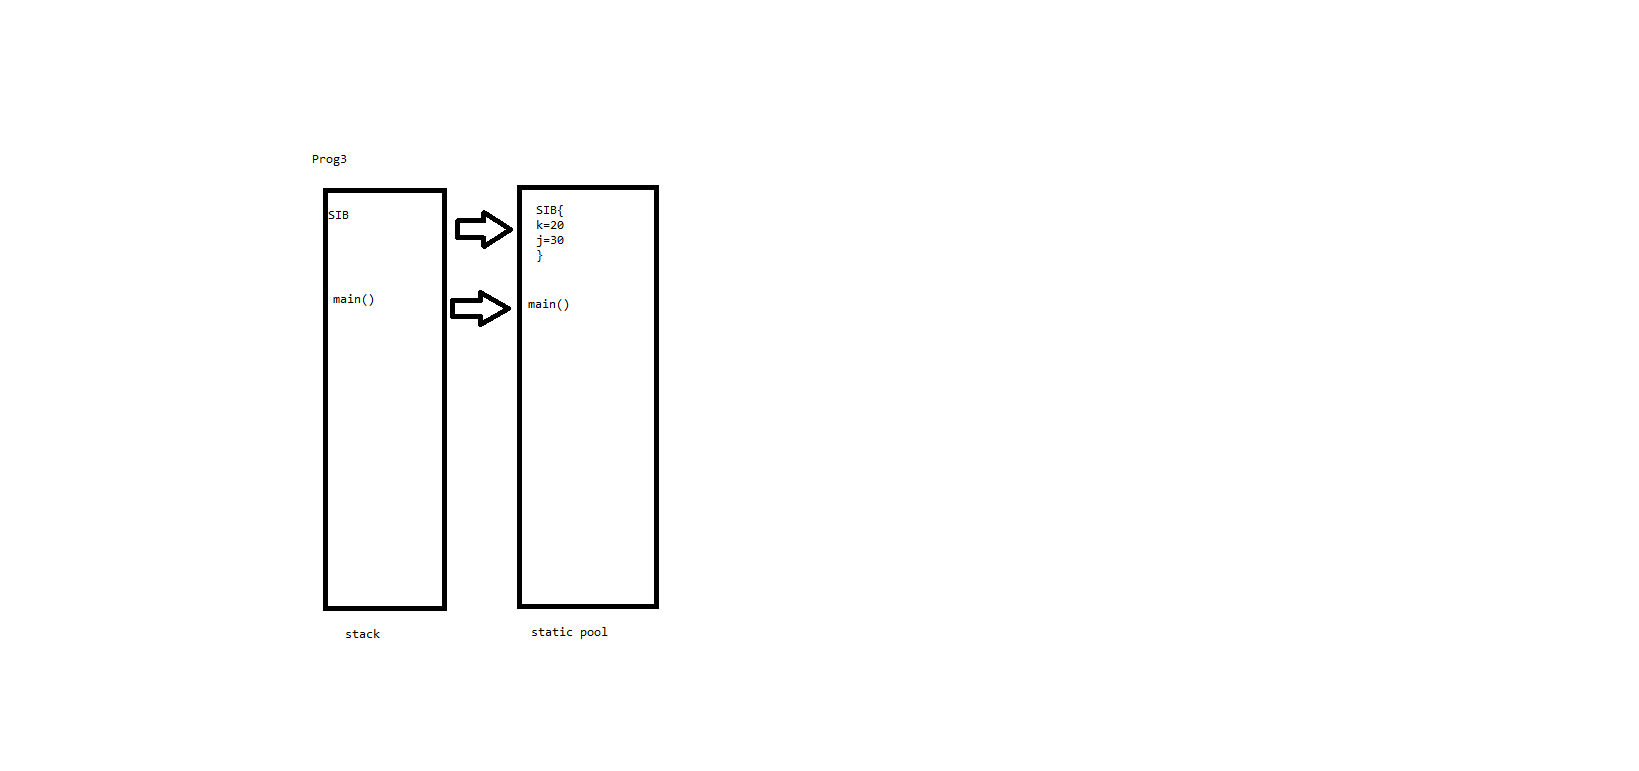 Prog3
SIB
main()
SIB{
k=20
j=30
}
main()
stack
static pool